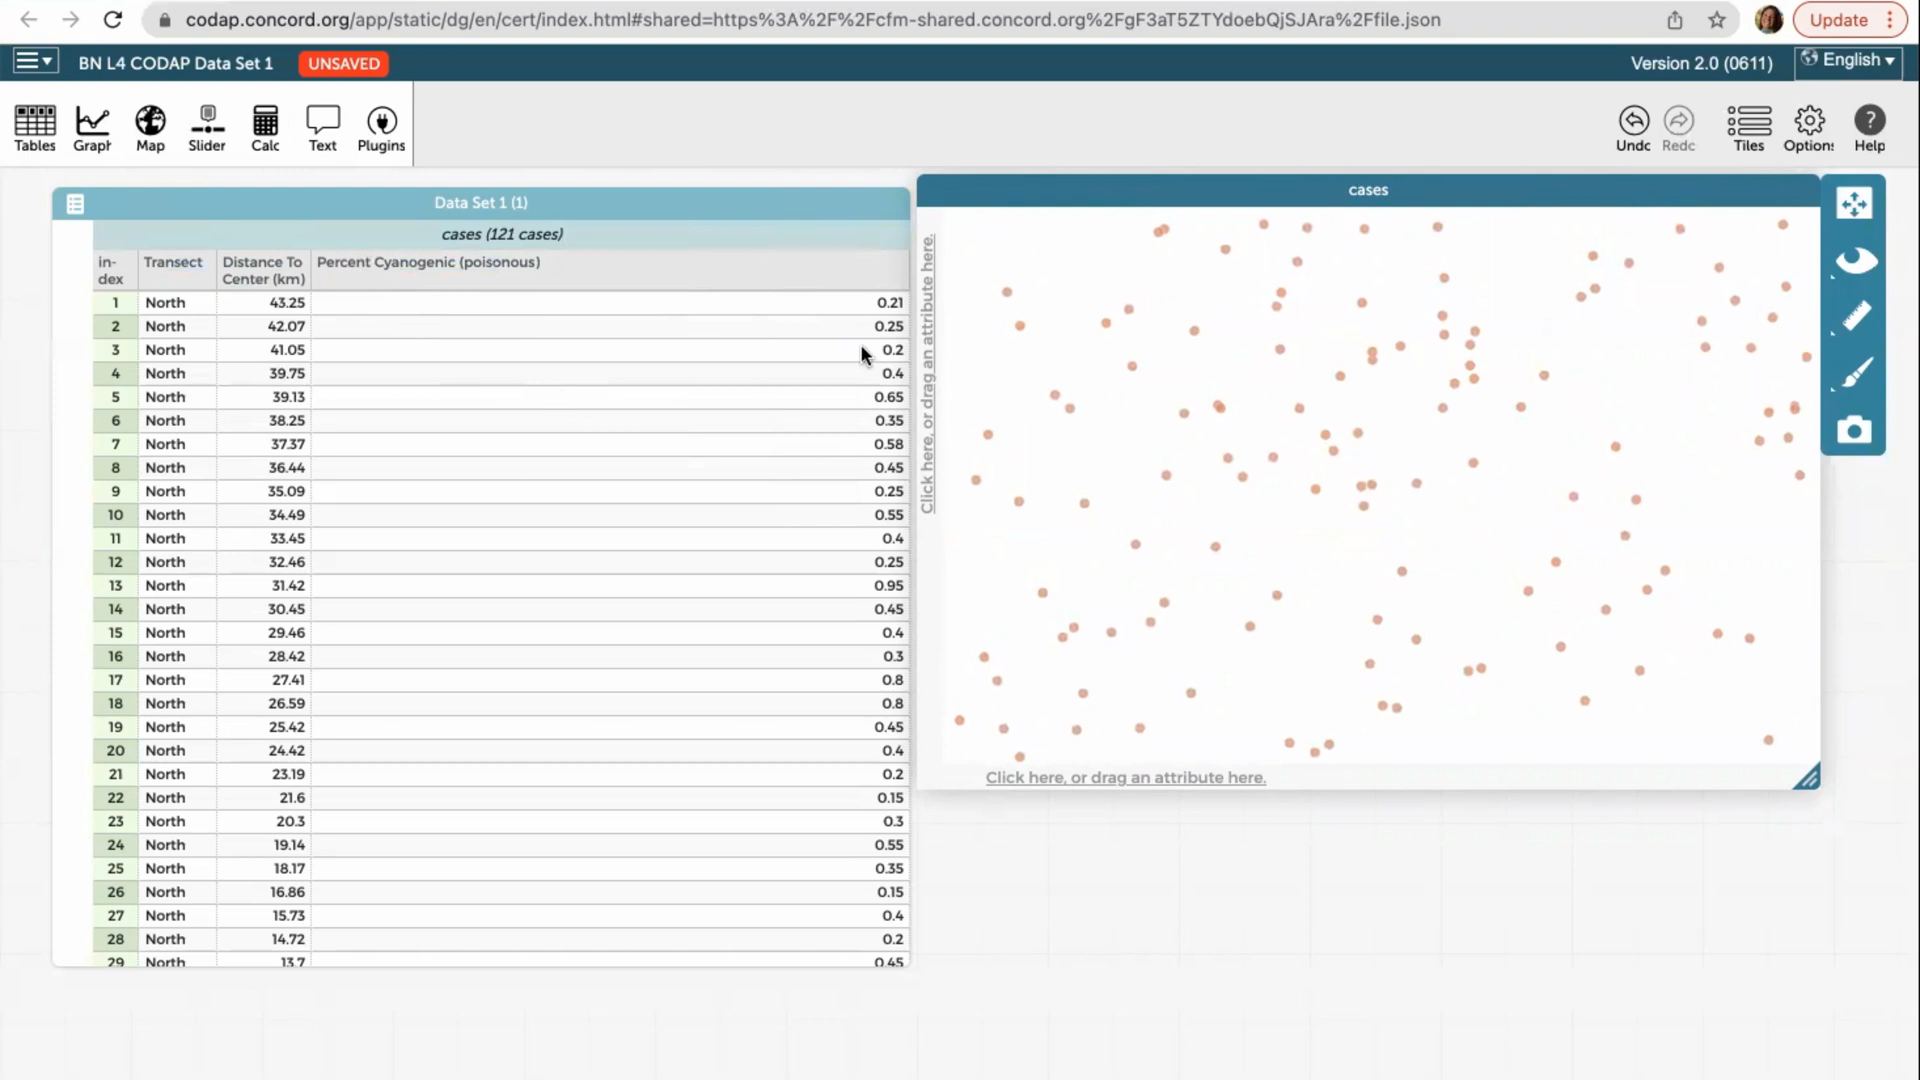 codap.concord.org/app/static/dg/en/cert/index.html#shared=https%3A%2F%2Fcfm-shared.concord.org%2FgF3aT5ZTYdoebQjSJAra%2Ffile.json
Update
BN L4 CODAP Data Set 1 UNSAVED
Version 2.0 (0611) English
Tables Graph Map Slider Calc Text Plugins
Undo Redo Tiles Options Help
Data Set 1 (1)
cases (121 cases)
in-
dex
Transect
Distance To
Center (km)
Percent Cyanogenic (poisonous)
1 North 43.25 0.21
2 North 42.07 0.25
3 North 41.05 0.2
4 North 39.75 0.4
5 North 39.13 0.65
6 North 38.25 0.35
7 North 37.37 0.58
8 North 36.44 0.45
9 North 35.09 0.25
10 North 34.49 0.55
11 North 33.45 0.4
12 North 32.46 0.25
13 North 31.42 0.95
14 North 30.45 0.45
15 North 29.46 0.4
16 North 28.42 0.3
17 North 27.41 0.8
18 North 26.59 0.8
19 North 25.42 0.45
20 North 24.42 0.4
21 North 23.19 0.2
22 North 21.6 0.15
23 North 20.3 0.3
24 North 19.14 0.55
25 North 18.17 0.35
26 North 16.86 0.15
27 North 15.73 0.4
28 North 14.72 0.2
29 North 13.7 0.45
cases
Click here, or drag an attribute here.
Click here, or drag an attribute here.